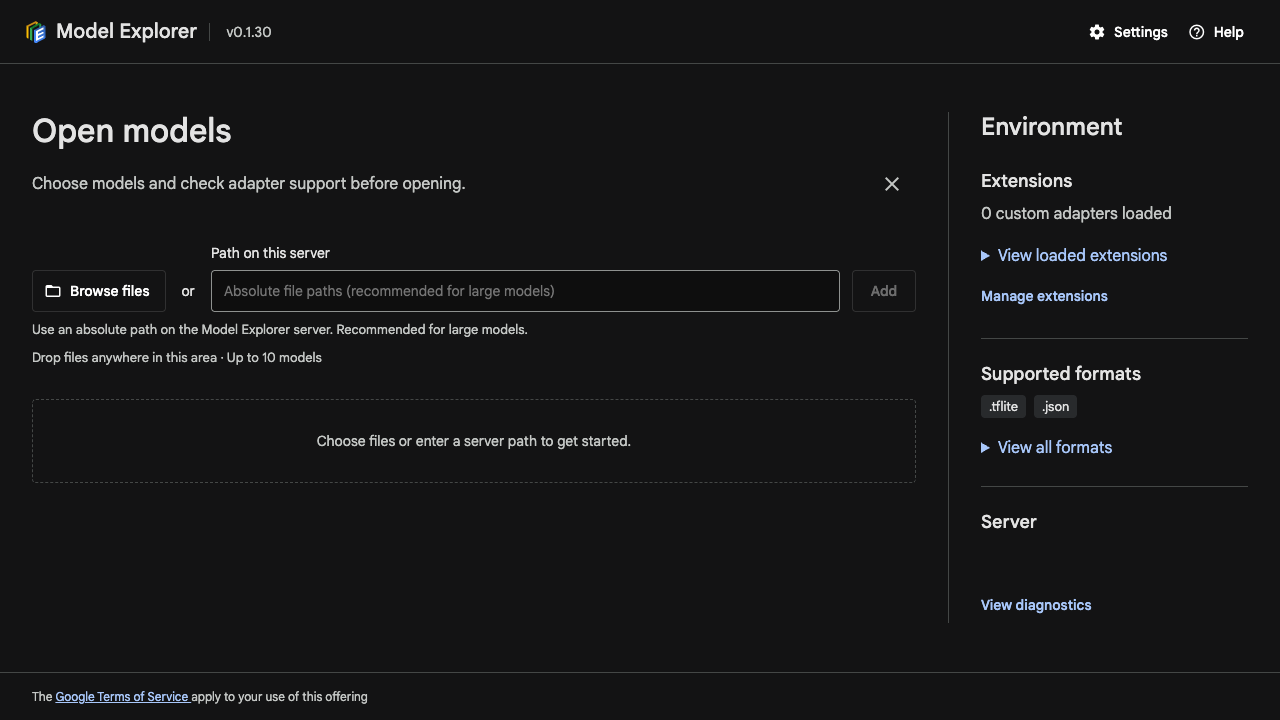 Model Explorer
v0.1.30
Settings
Help
Open models
Choose models and check adapter support before opening.
Path on this server
Browse files
or
Absolute file paths (recommended for large models)
Add
Use an absolute path on the Model Explorer server. Recommended for large models.
Drop files anywhere in this area · Up to 10 models
Choose files or enter a server path to get started.
Environment
Extensions
0 custom adapters loaded
View loaded extensions
Manage extensions
Supported formats
.tflite
.json
View all formats
Server
View diagnostics
The Google Terms of Service apply to your use of this offering